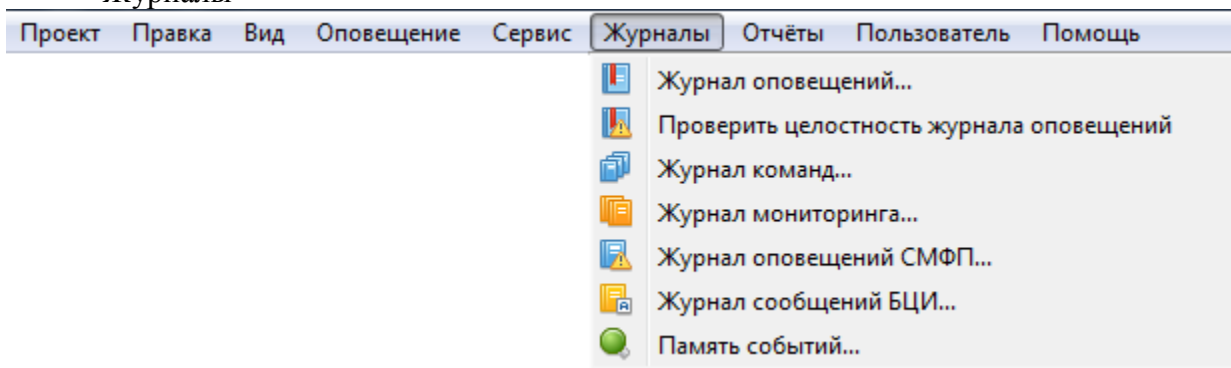 Журналы
Проект Правка Вид Оповещение Сервис Журналы Отчёты Пользователь Помощь
Журнал оповещений...
Проверить целостность журнала оповещений
Журнал команд...
Журнал мониторинга...
Журнал оповещений СМФП...
Журнал сообщений БЦИ...
Память событий...